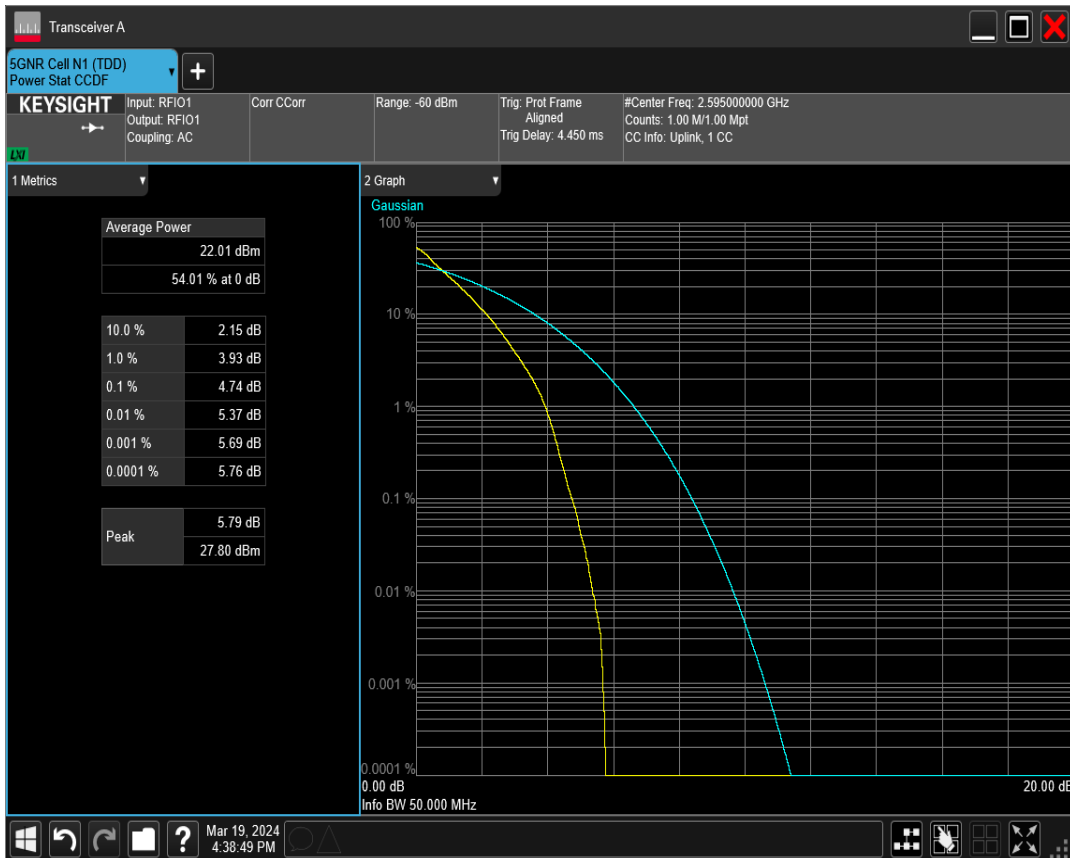 Transceiver A
5GNR Cell N1 (TDD)
Power Stat CCDF
+
KEYSIGHT
LXI
Input: RFIO1
Output: RFIO1
Coupling: AC
Corr CCorr
Range: -60 dBm
Trig: Prot Frame
Aligned
Trig Delay: 4.450 ms
#Center Freq: 2.595000000 GHz
Counts: 1.00 M/1.00 Mpt
CC Info: Uplink, 1 CC
1 Metrics
Average Power
22.01 dBm
54.01 % at 0 dB
10.0 % 2.15 dB
1.0 % 3.93 dB
0.1 % 4.74 dB
0.01 % 5.37 dB
0.001 % 5.69 dB
0.0001 % 5.76 dB
Peak 5.79 dB
27.80 dBm
2 Graph
Gaussian
100 %
10 %
1 %
0.1 %
0.01 %
0.001 %
0.0001 %
0.00 dB 20.00 dB
Info BW 50.000 MHz
?
Mar 19, 2024
4:38:49 PM